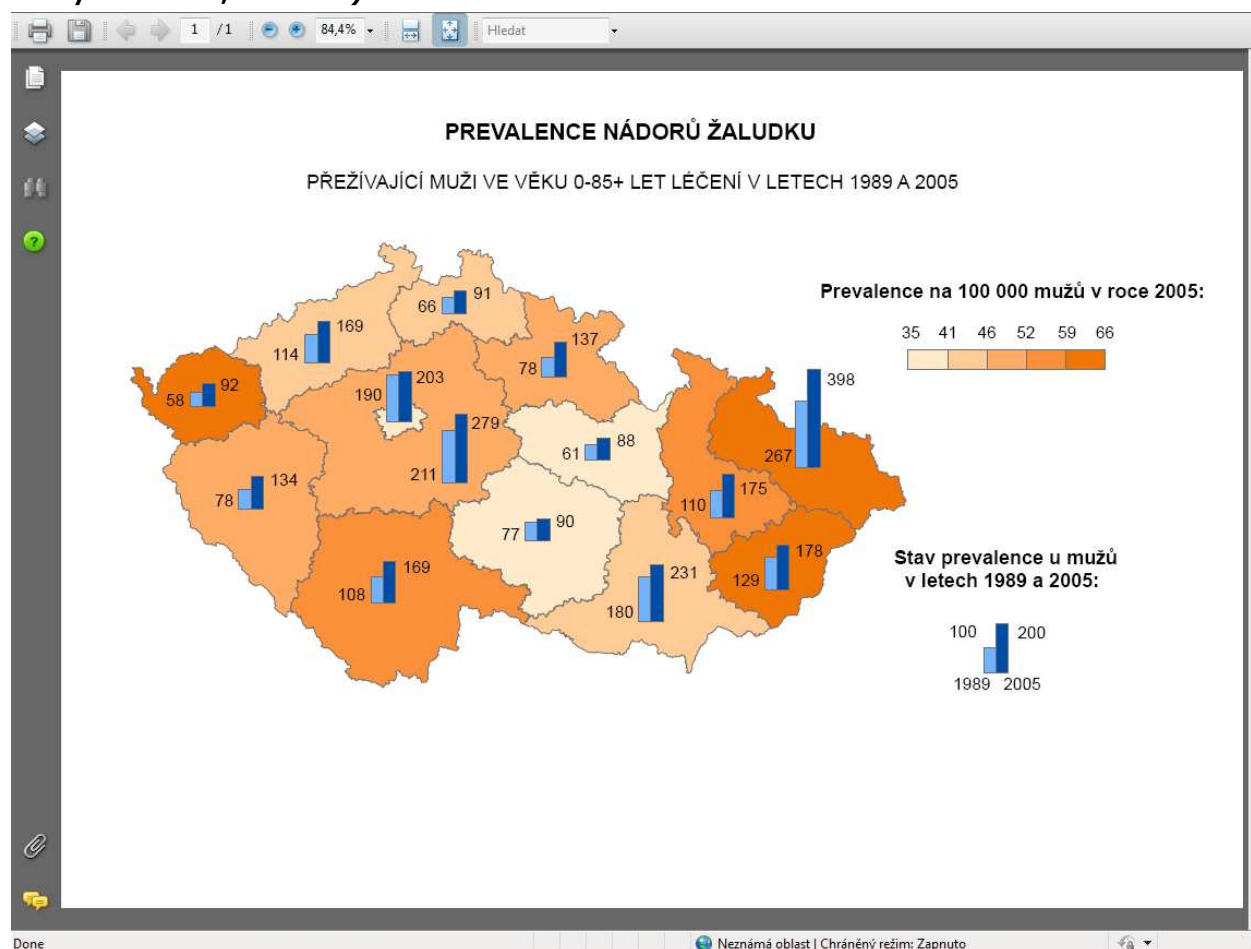 1 /1 84,4% Hledat
PREVALENCE NÁDORŮ ŽALUDKU
PŘEŽÍVAJÍCÍ MUŽI VE VĚKU 0-85+ LET LÉČENÍ V LETECH 1989 A 2005
Prevalence na 100 000 mužů v roce 2005:
35 41 46 52 59 66
66 91
114 169
78 137
58 92
190 203
398
267
211 279
61 88
78 134
110 175
77 90
108 169
180 231
129 178
Stav prevalence u mužů
v letech 1989 a 2005:
100 200
1989 2005
Done Neznámá oblast | Chráněný režim: Zapnuto